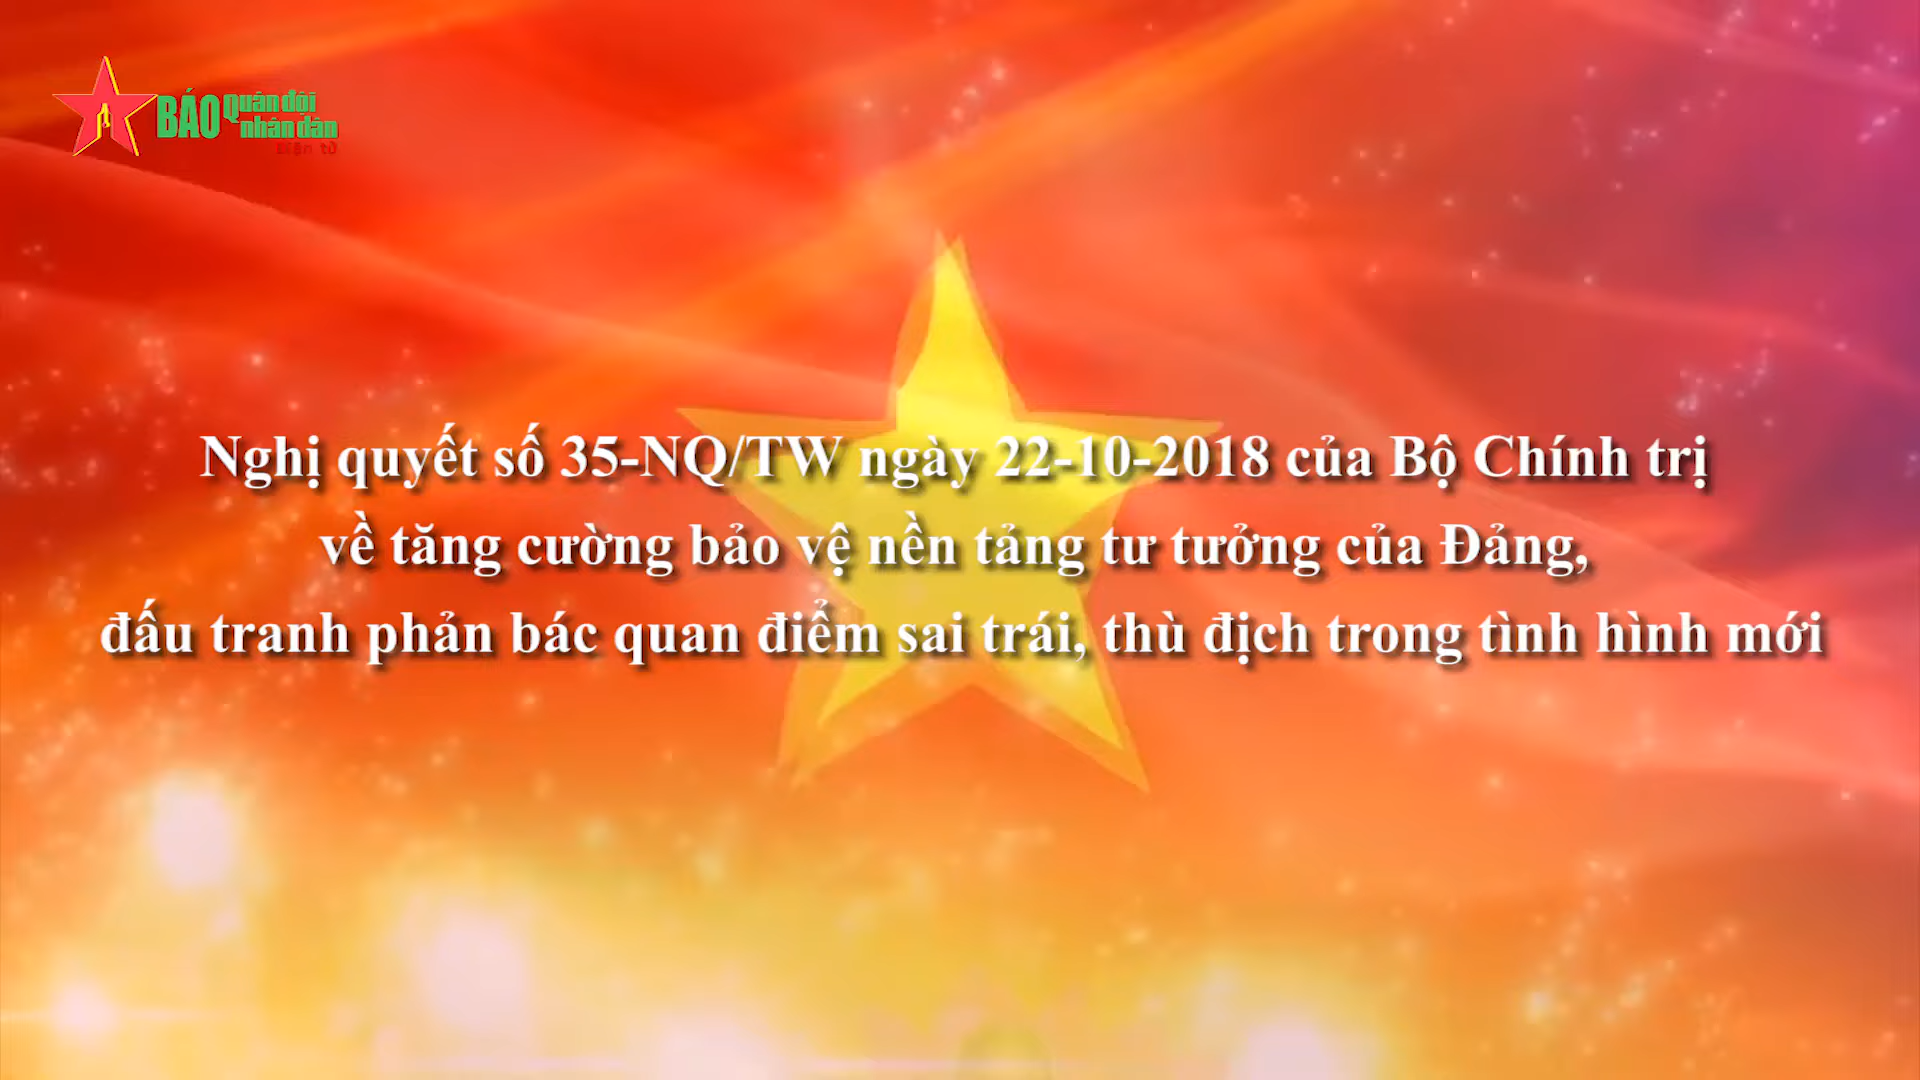 BÁO Quân đội
nhân dân
điện tử
Nghị quyết số 35-NQ/TW ngày 22-10-2018 của Bộ Chính trị
về tăng cường bảo vệ nền tảng tư tưởng của Đảng,
đấu tranh phản bác quan điểm sai trái, thù địch trong tình hình mới